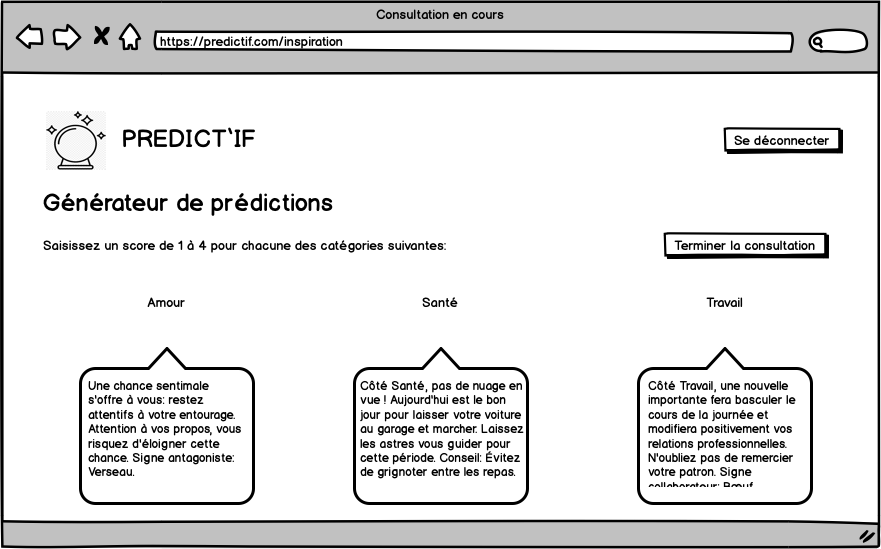 Consultation en cours
https://predictif.com/inspiration
PREDICT'IF
Se déconnecter
Générateur de prédictions
Saisissez un score de 1 à 4 pour chacune des catégories suivantes:
Terminer la consultation
Amour
Santé
Travail
Une chance sentimale
s'offre à vous: restez
attentifs à votre entourage.
Attention à vos propos, vous
risquez d'éloigner cette
chance. Signe antagoniste:
Verseau.
Côté Santé, pas de nuage en
vue ! Aujourd'hui est le bon
jour pour laisser votre voiture
au garage et marcher. Laissez
les astres vous guider pour
cette période. Conseil: Évitez
de grignoter entre les repas.
Côté Travail, une nouvelle
importante fera basculer le
cours de la journée et
modifiera positivement vos
relations professionnelles.
N'oubliez pas de remercier
votre patron. Signe
collaborateur: Bœuf